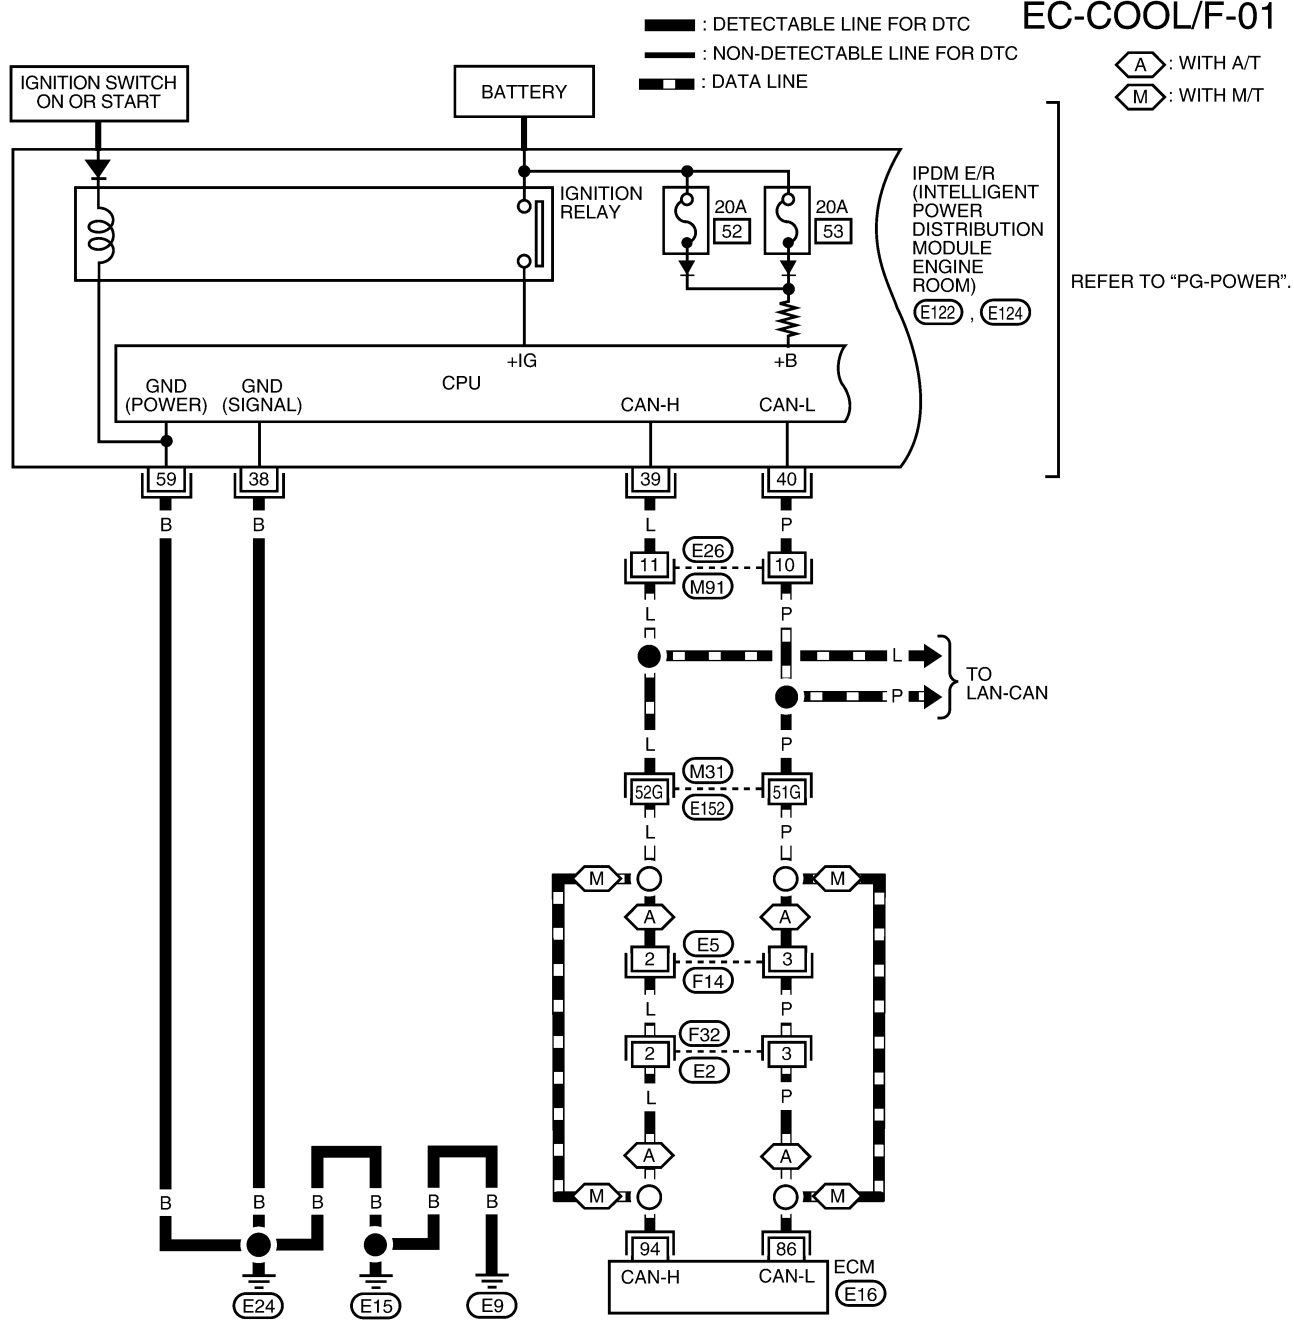 EC-COOL/F-01
: DETECTABLE LINE FOR DTC
: NON-DETECTABLE LINE FOR DTC
: DATA LINE
A : WITH A/T
M : WITH M/T
IGNITION SWITCH
ON OR START
BATTERY
IGNITION
RELAY
20A
52
20A
53
IPDM E/R
(INTELLIGENT
POWER
DISTRIBUTION
MODULE
ENGINE
ROOM)
E122 , E124
REFER TO “PG-POWER”.
+IG
+B
CPU
GND
(POWER)
GND
(SIGNAL)
CAN-H
CAN-L
59
38
39
40
B
B
L
P
11
E26
10
M91
L
P
L
P
TO
LAN-CAN
L
P
M31
52G
51G
E152
L
P
M
M
A
A
E5
2
3
F14
L
P
F32
2
3
E2
L
P
A
A
M
M
B
B
B
B
B
B
94
86
CAN-H
CAN-L
ECM
E16
E24
E15
E9